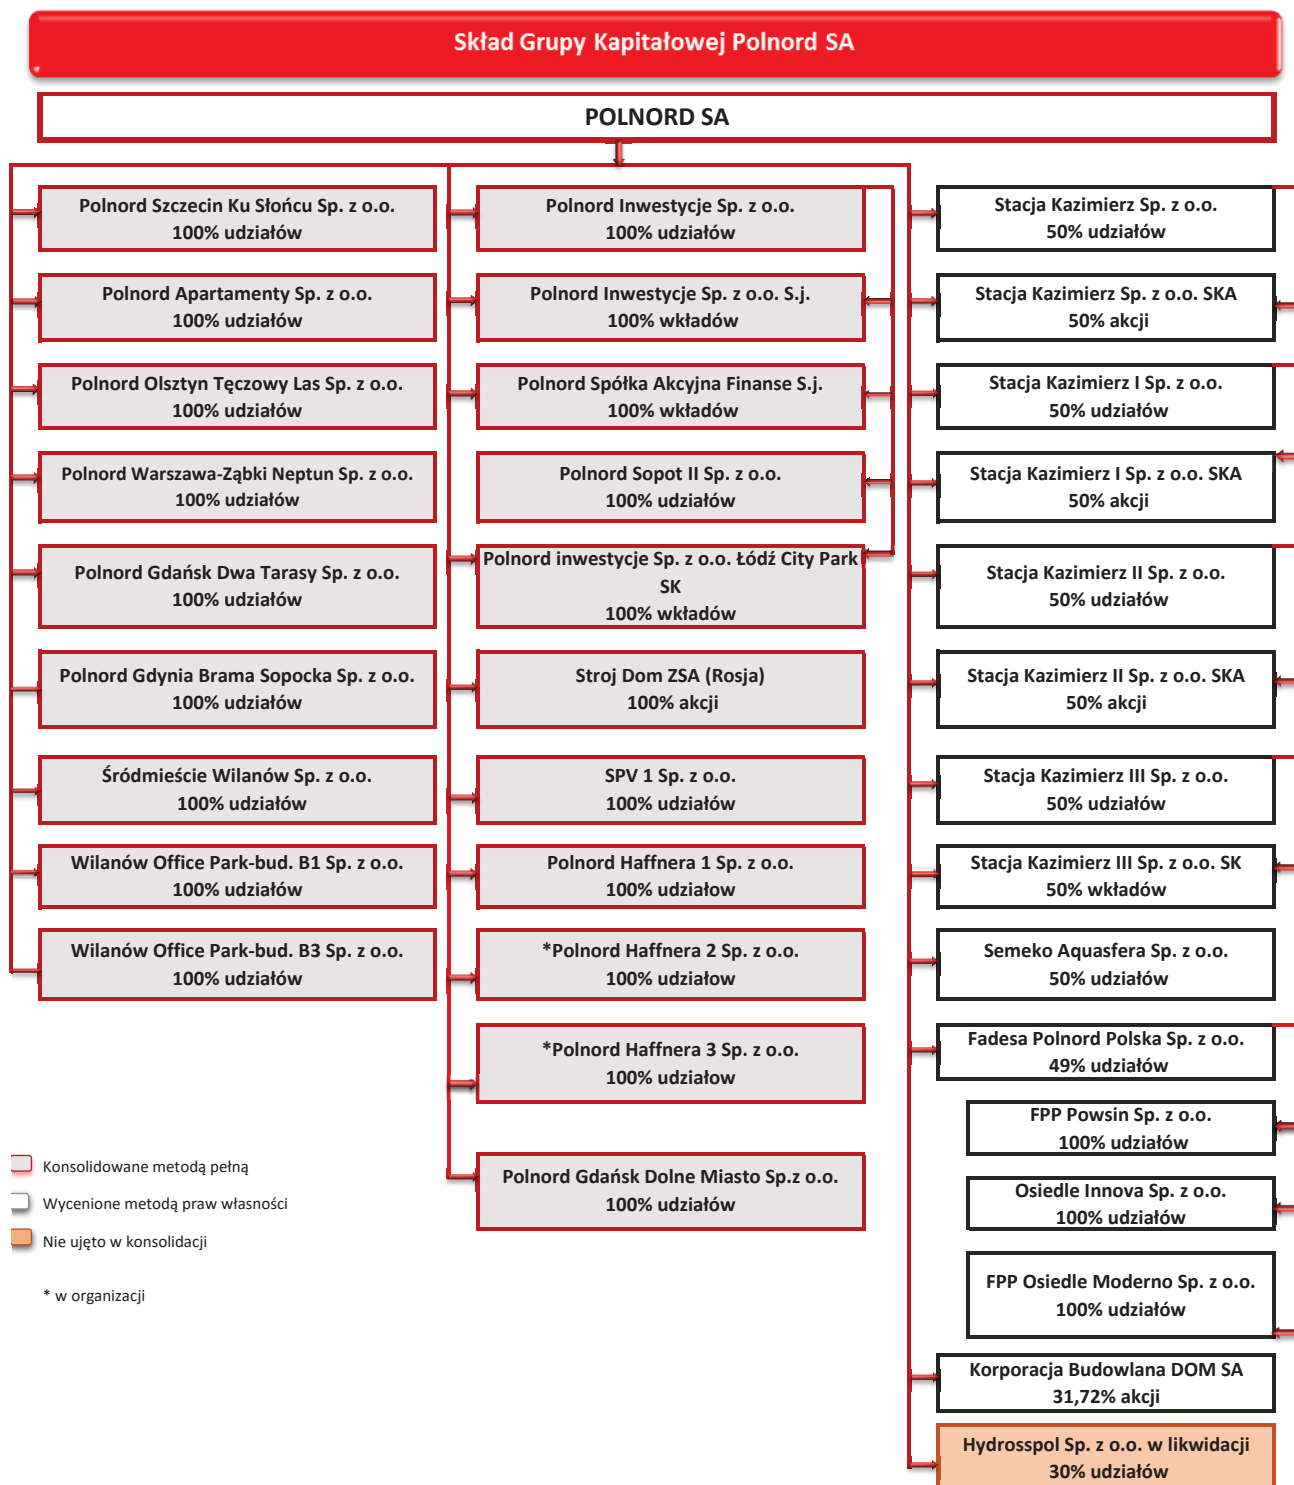 Skład Grupy Kapitałowej Polnord SA
POLNORD SA
Polnord Szczecin Ku Słońcu Sp. z o.o.
100% udziałów
Polnord Apartamenty Sp. z o.o.
100% udziałów
Polnord Olsztyn Tęczowy Las Sp. z o.o.
100% udziałów
Polnord Warszawa-Ząbki Neptun Sp. z o.o.
100% udziałów
Polnord Gdańsk Dwa Tarasy Sp. z o.o.
100% udziałów
Polnord Gdynia Brama Sopocka Sp. z o.o.
100% udziałów
Śródmieście Wilanów Sp. z o.o.
100% udziałów
Wilanów Office Park-bud. B1 Sp. z o.o.
100% udziałów
Wilanów Office Park-bud. B3 Sp. z o.o.
100% udziałów
Polnord Inwestycje Sp. z o.o.
100% udziałów
Polnord Inwestycje Sp. z o.o. S.j.
100% wkładów
Polnord Spółka Akcyjna Finanse S.j.
100% wkładów
Polnord Sopot II Sp. z o.o.
100% udziałów
Polnord inwestycje Sp. z o.o. Łódź City Park
SK
100% wkładów
Stroj Dom ZSA (Rosja)
100% akcji
SPV 1 Sp. z o.o.
100% udziałów
Polnord Haffnera 1 Sp. z o.o.
100% udziałow
*Polnord Haffnera 2 Sp. z o.o.
100% udziałow
*Polnord Haffnera 3 Sp. z o.o.
100% udziałow
Polnord Gdańsk Dolne Miasto Sp.z o.o.
100% udziałów
Stacja Kazimierz Sp. z o.o.
50% udziałów
Stacja Kazimierz Sp. z o.o. SKA
50% akcji
Stacja Kazimierz I Sp. z o.o.
50% udziałów
Stacja Kazimierz I Sp. z o.o. SKA
50% akcji
Stacja Kazimierz II Sp. z o.o.
50% udziałów
Stacja Kazimierz II Sp. z o.o. SKA
50% akcji
Stacja Kazimierz III Sp. z o.o.
50% udziałów
Stacja Kazimierz III Sp. z o.o. SK
50% wkładów
Semeko Aquasfera Sp. z o.o.
50% udziałów
Fadesa Polnord Polska Sp. z o.o.
49% udziałów
FPP Powsin Sp. z o.o.
100% udziałów
Osiedle Innova Sp. z o.o.
100% udziałów
FPP Osiedle Moderno Sp. z o.o.
100% udziałów
Korporacja Budowlana DOM SA
31,72% akcji
Hydrosspol Sp. z o.o. w likwidacji
30% udziałów
Konsolidowane metodą pełną
Wycenione metodą praw własności
Nie ujęto w konsolidacji
* w organizacji